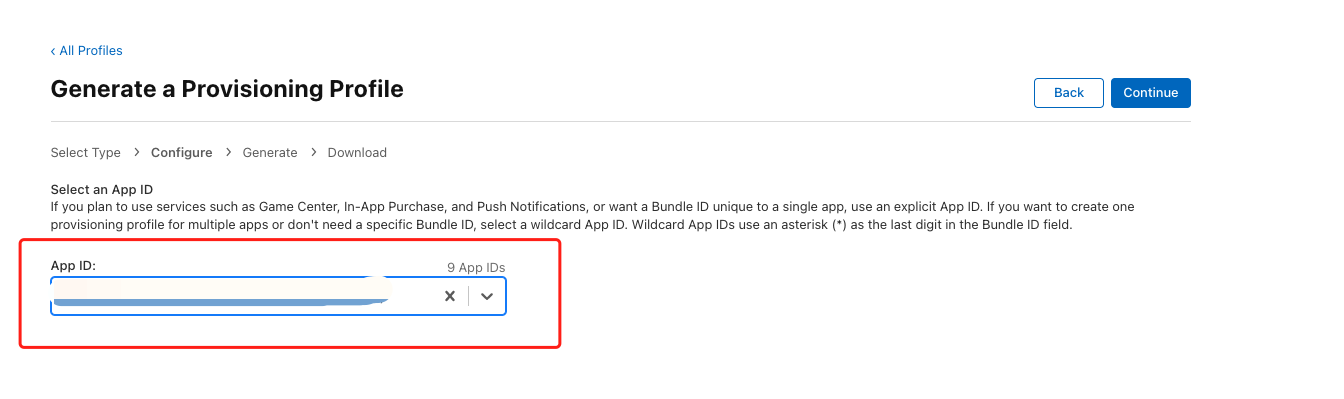 ‹ All Profiles
Generate a Provisioning Profile
Back
Continue
Select Type > Configure > Generate > Download
Select an App ID
If you plan to use services such as Game Center, In-App Purchase, and Push Notifications, or want a Bundle ID unique to a single app, use an explicit App ID. If you want to create one
provisioning profile for multiple apps or don't need a specific Bundle ID, select a wildcard App ID. Wildcard App IDs use an asterisk (*) as the last digit in the Bundle ID field.
App ID:
9 App IDs